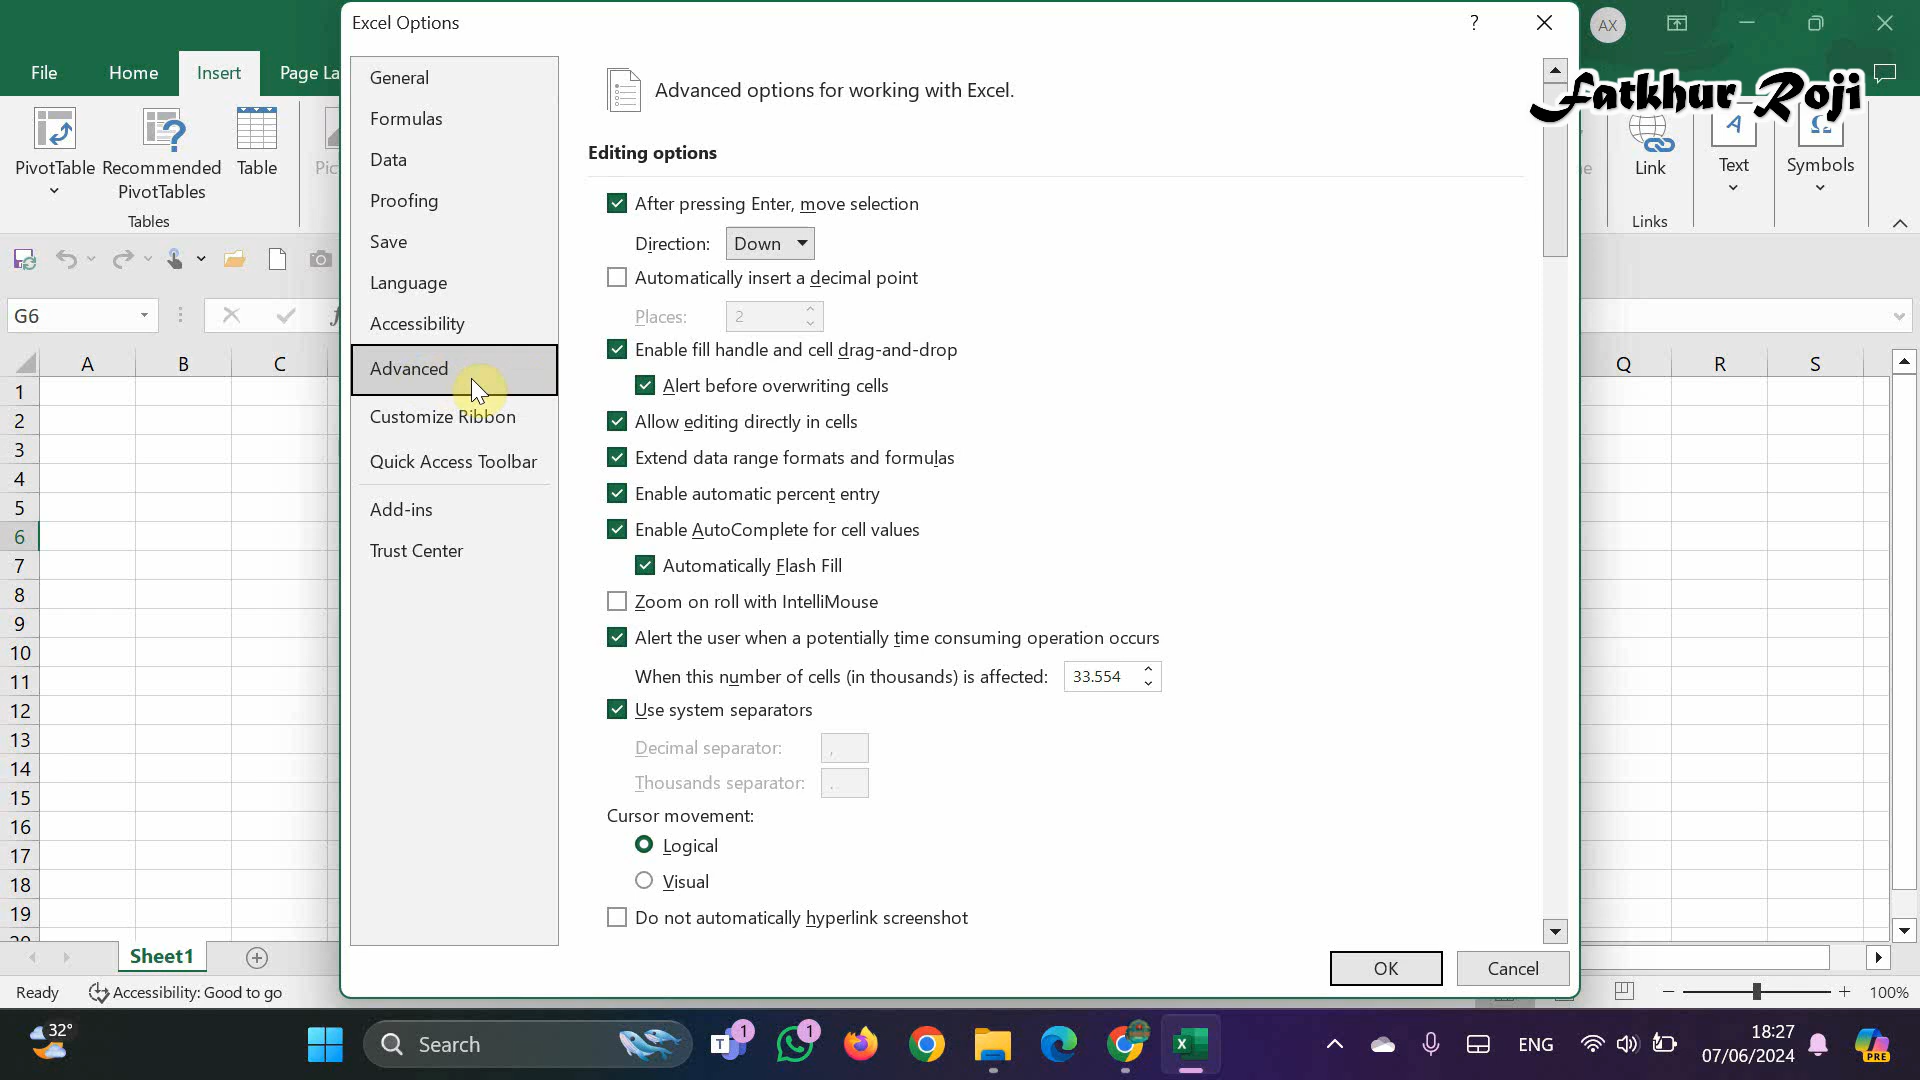 Excel Options
?
AX
File
Home
Insert
Page La
Fatkhur Roji
PivotTable
Recommended
PivotTables
Table
Pic
Tables
Link
Links
Text
Symbols
G6
General
Formulas
Data
Proofing
Save
Language
Accessibility
Advanced
Customize Ribbon
Quick Access Toolbar
Add-ins
Trust Center
Advanced options for working with Excel.
Editing options
After pressing Enter, move selection
Direction: Down
Automatically insert a decimal point
Places: 2
Enable fill handle and cell drag-and-drop
Alert before overwriting cells
Allow editing directly in cells
Extend data range formats and formulas
Enable automatic percent entry
Enable AutoComplete for cell values
Automatically Flash Fill
Zoom on roll with IntelliMouse
Alert the user when a potentially time consuming operation occurs
When this number of cells (in thousands) is affected: 33.554
Use system separators
Decimal separator: ,
Thousands separator: .
Cursor movement:
Logical
Visual
Do not automatically hyperlink screenshot
OK
Cancel
A B C Q R S
1
2
3
4
5
6
7
8
9
10
11
12
13
14
15
16
17
18
19
Sheet1
Ready
Accessibility: Good to go
100%
32°
Search
1
1
ENG
18:27
07/06/2024
PRE